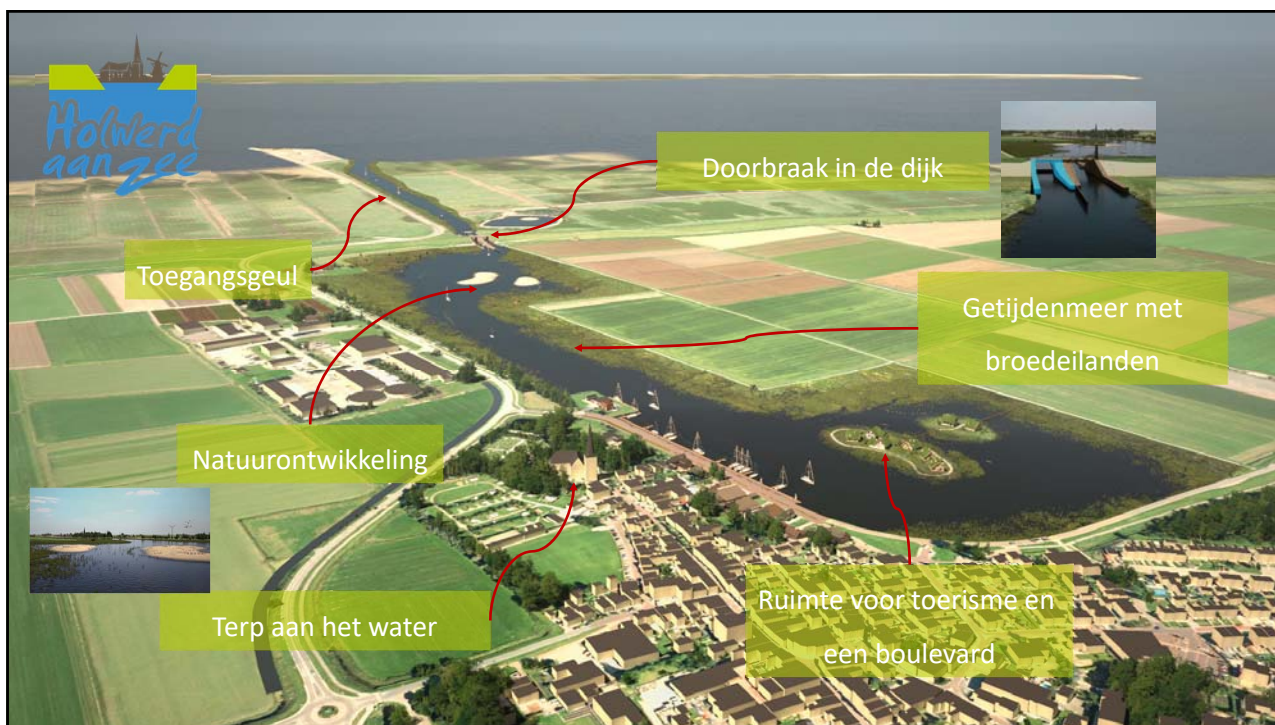 Holwerd
aan zee
Doorbraak in de dijk
Toegangsgeul
Getijdenmeer met
broedeilanden
Natuurontwikkeling
Terp aan het water
Ruimte voor toerisme en
een boulevard